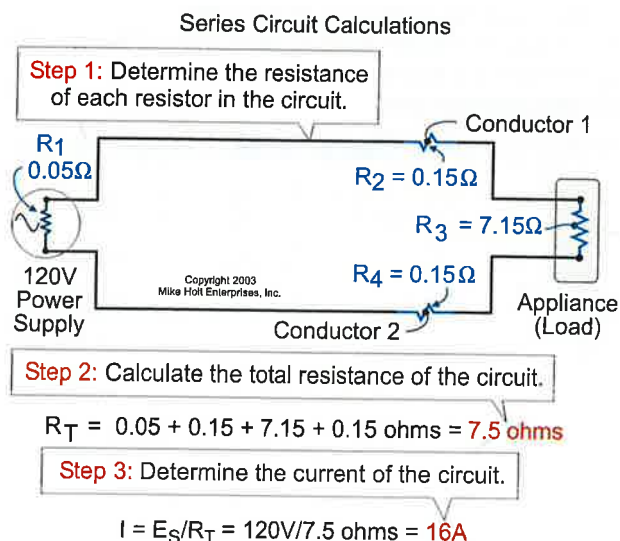 Series Circuit Calculations
Step 1: Determine the resistance
of each resistor in the circuit.
R1
0.05Ω
Conductor 1
R2 = 0.15Ω
R3 = 7.15Ω
R4 = 0.15Ω
120V
Power
Supply
Copyright 2003
Mike Holt Enterprises, Inc.
Conductor 2
Appliance
(Load)
Step 2: Calculate the total resistance of the circuit.
RT = 0.05 + 0.15 + 7.15 + 0.15 ohms = 7.5 ohms
Step 3: Determine the current of the circuit.
I = ES/RT = 120V/7.5 ohms = 16A